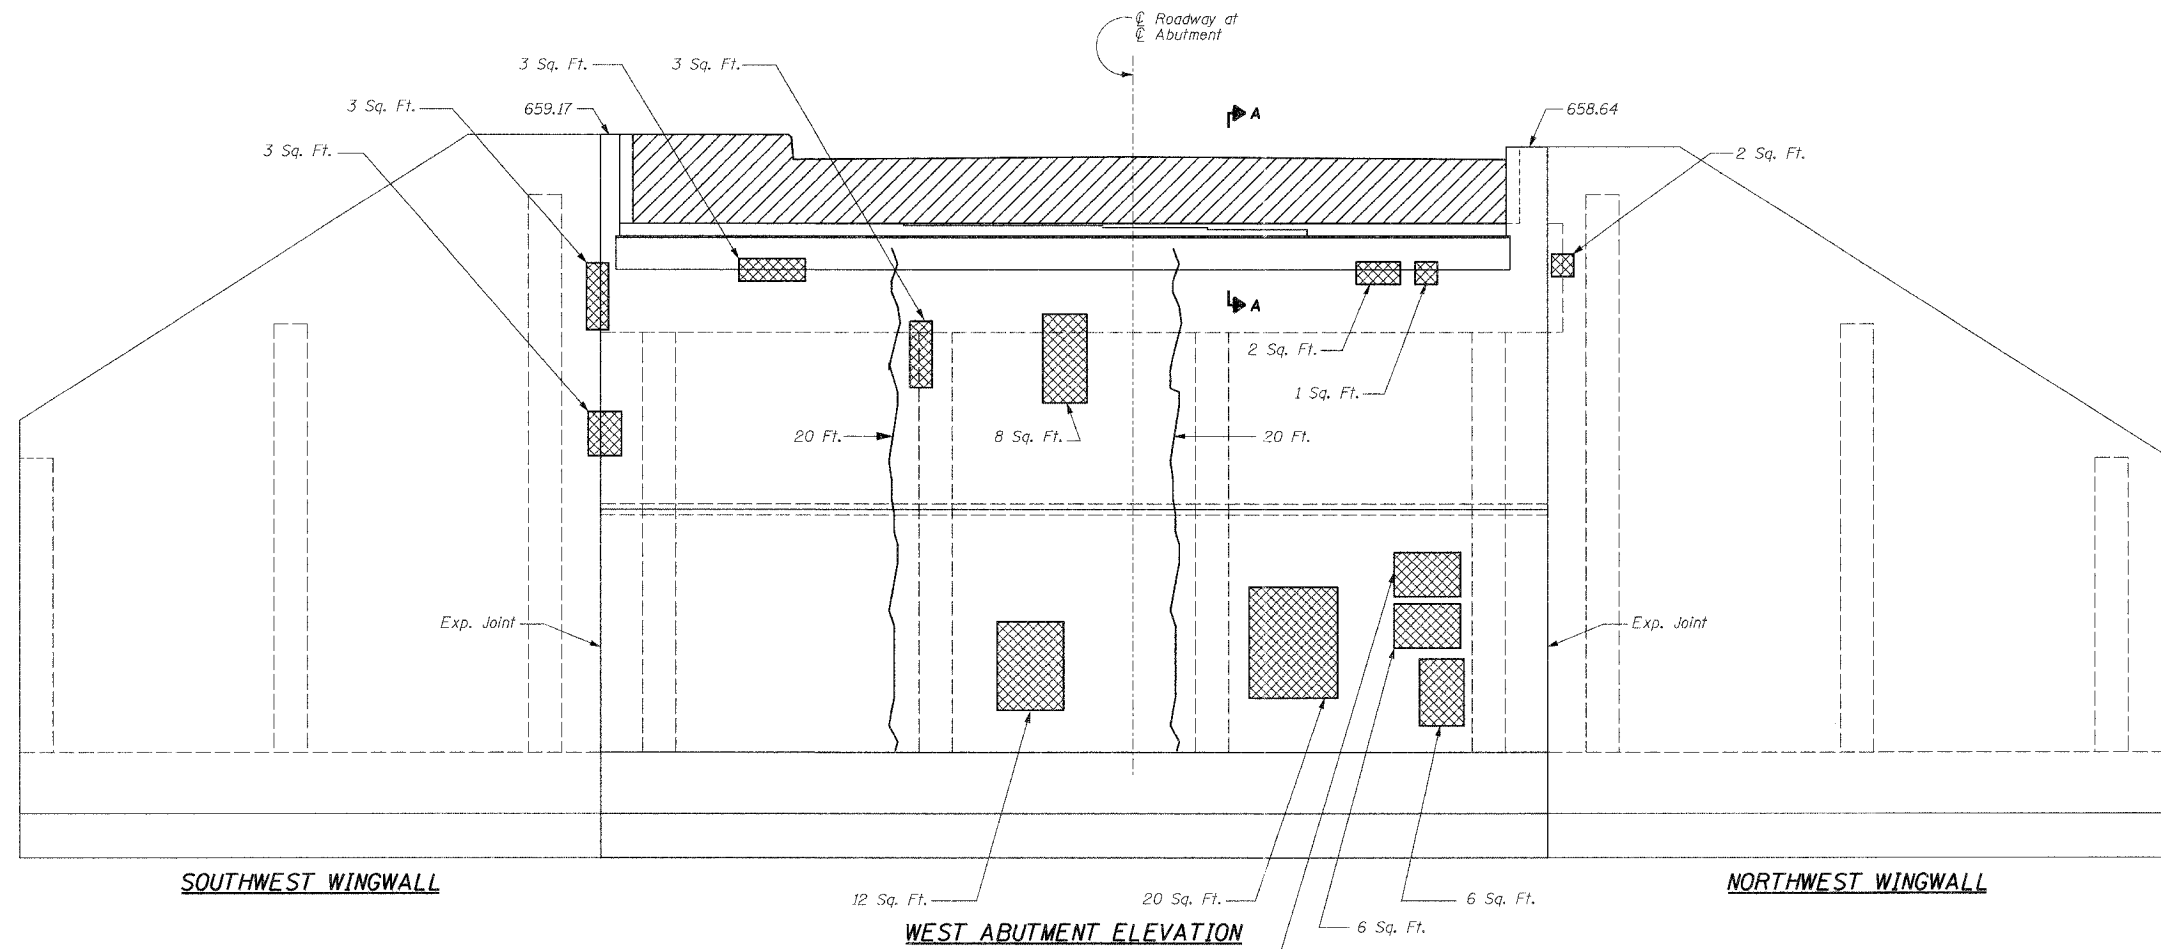 ℄ Roadway at
℄ Abutment
3 Sq. Ft.
3 Sq. Ft.
3 Sq. Ft.
659.17
A
658.64
3 Sq. Ft.
2 Sq. Ft.
A
2 Sq. Ft.
1 Sq. Ft.
20 Ft.
8 Sq. Ft.
20 Ft.
Exp. Joint
Exp. Joint
SOUTHWEST WINGWALL
NORTHWEST WINGWALL
12 Sq. Ft.
20 Sq. Ft.
6 Sq. Ft.
6 Sq. Ft.
WEST ABUTMENT ELEVATION